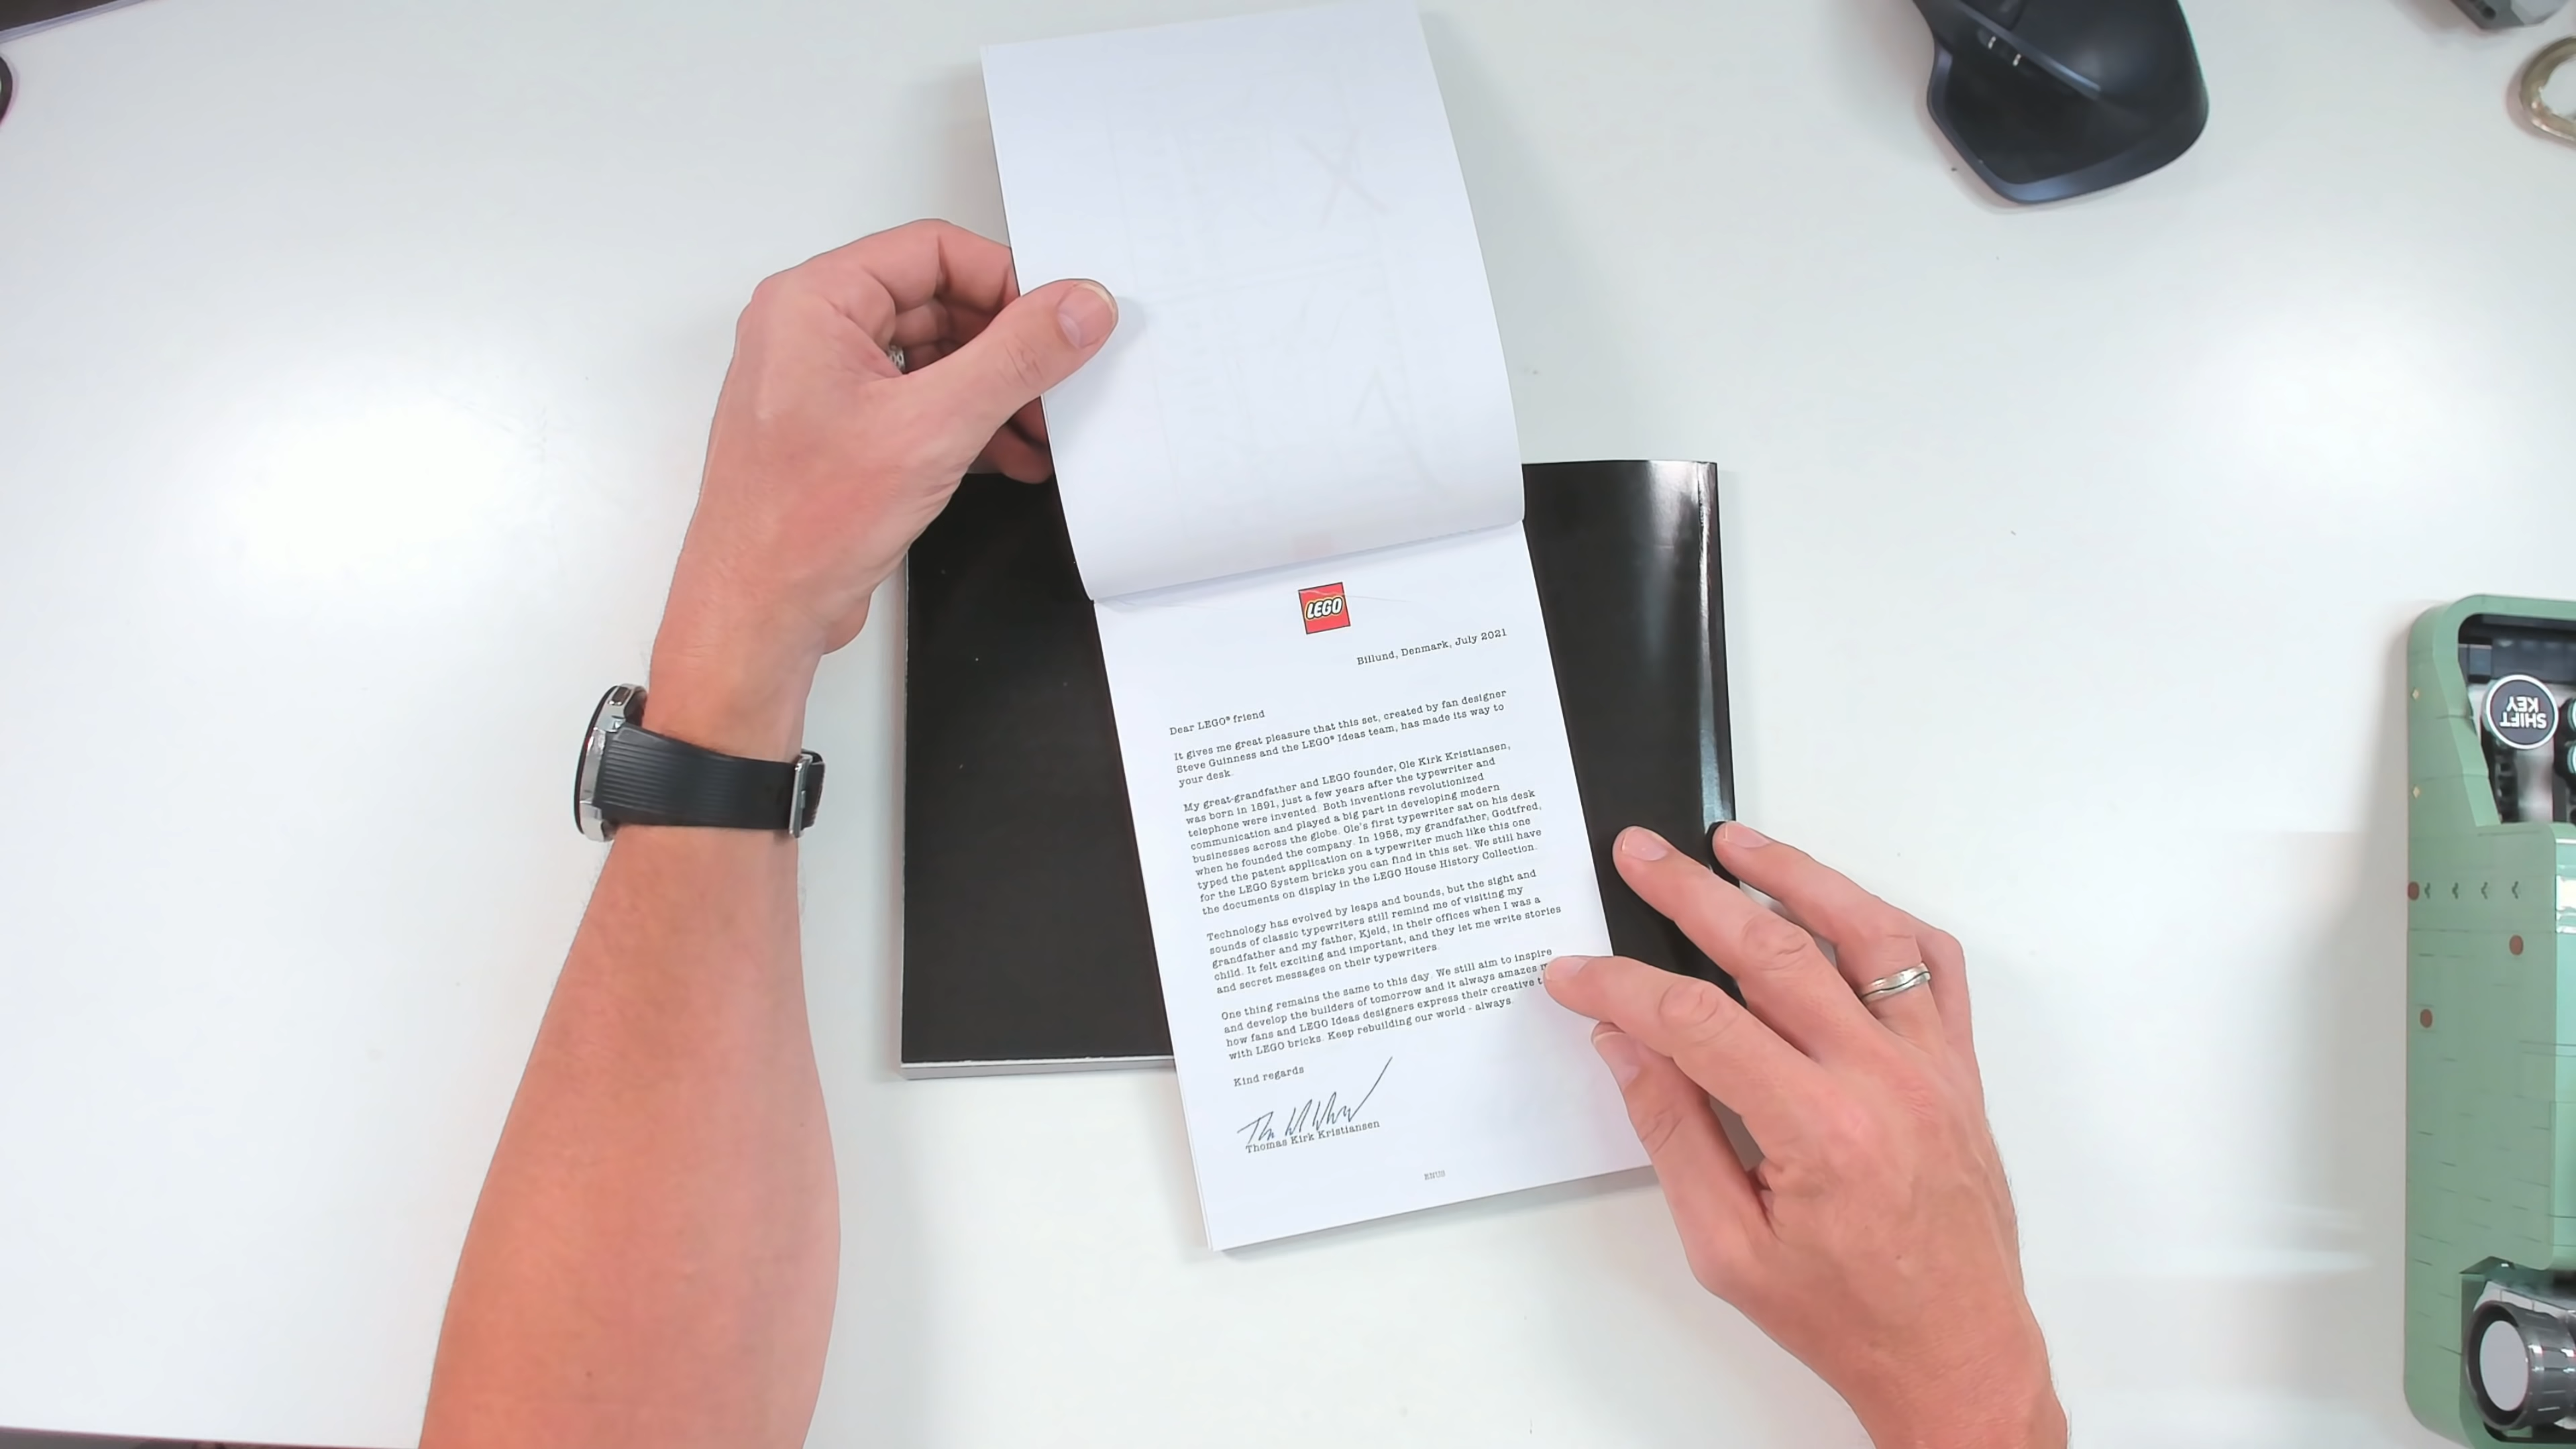 LEGO
Billund, Denmark, July 2021
Dear LEGO® friend
It gives me great pleasure that this set, created by fan designer
Steve Guinness and the LEGO® Ideas team, has made its way to
your desk.
My great-grandfather and LEGO founder, Ole Kirk Kristiansen,
was born in 1891, just a few years after the typewriter and
telephone were invented. Both inventions revolutionized
communication and played a big part in developing modern
businesses across the globe. Ole's first typewriter sat on his desk
when he founded the company. In 1958, my grandfather, Godtfred,
typed the patent application on a typewriter much like this one
for the LEGO System bricks you can find in this set. We still have
the documents on display in the LEGO House History Collection.
Technology has evolved by leaps and bounds, but the sight and
sounds of classic typewriters still remind me of visiting my
grandfather and my father, Kjeld, in their offices when I was a
child. It felt exciting and important, and they let me write stories
and secret messages on their typewriters.
One thing remains the same to this day. We still aim to inspire
and develop the builders of tomorrow and it always amazes
how fans and LEGO Ideas designers express their creative
with LEGO bricks. Keep rebuilding our world - always.
Kind regards
Thomas Kirk Kristiansen
ENUS
SHIFT
KEY